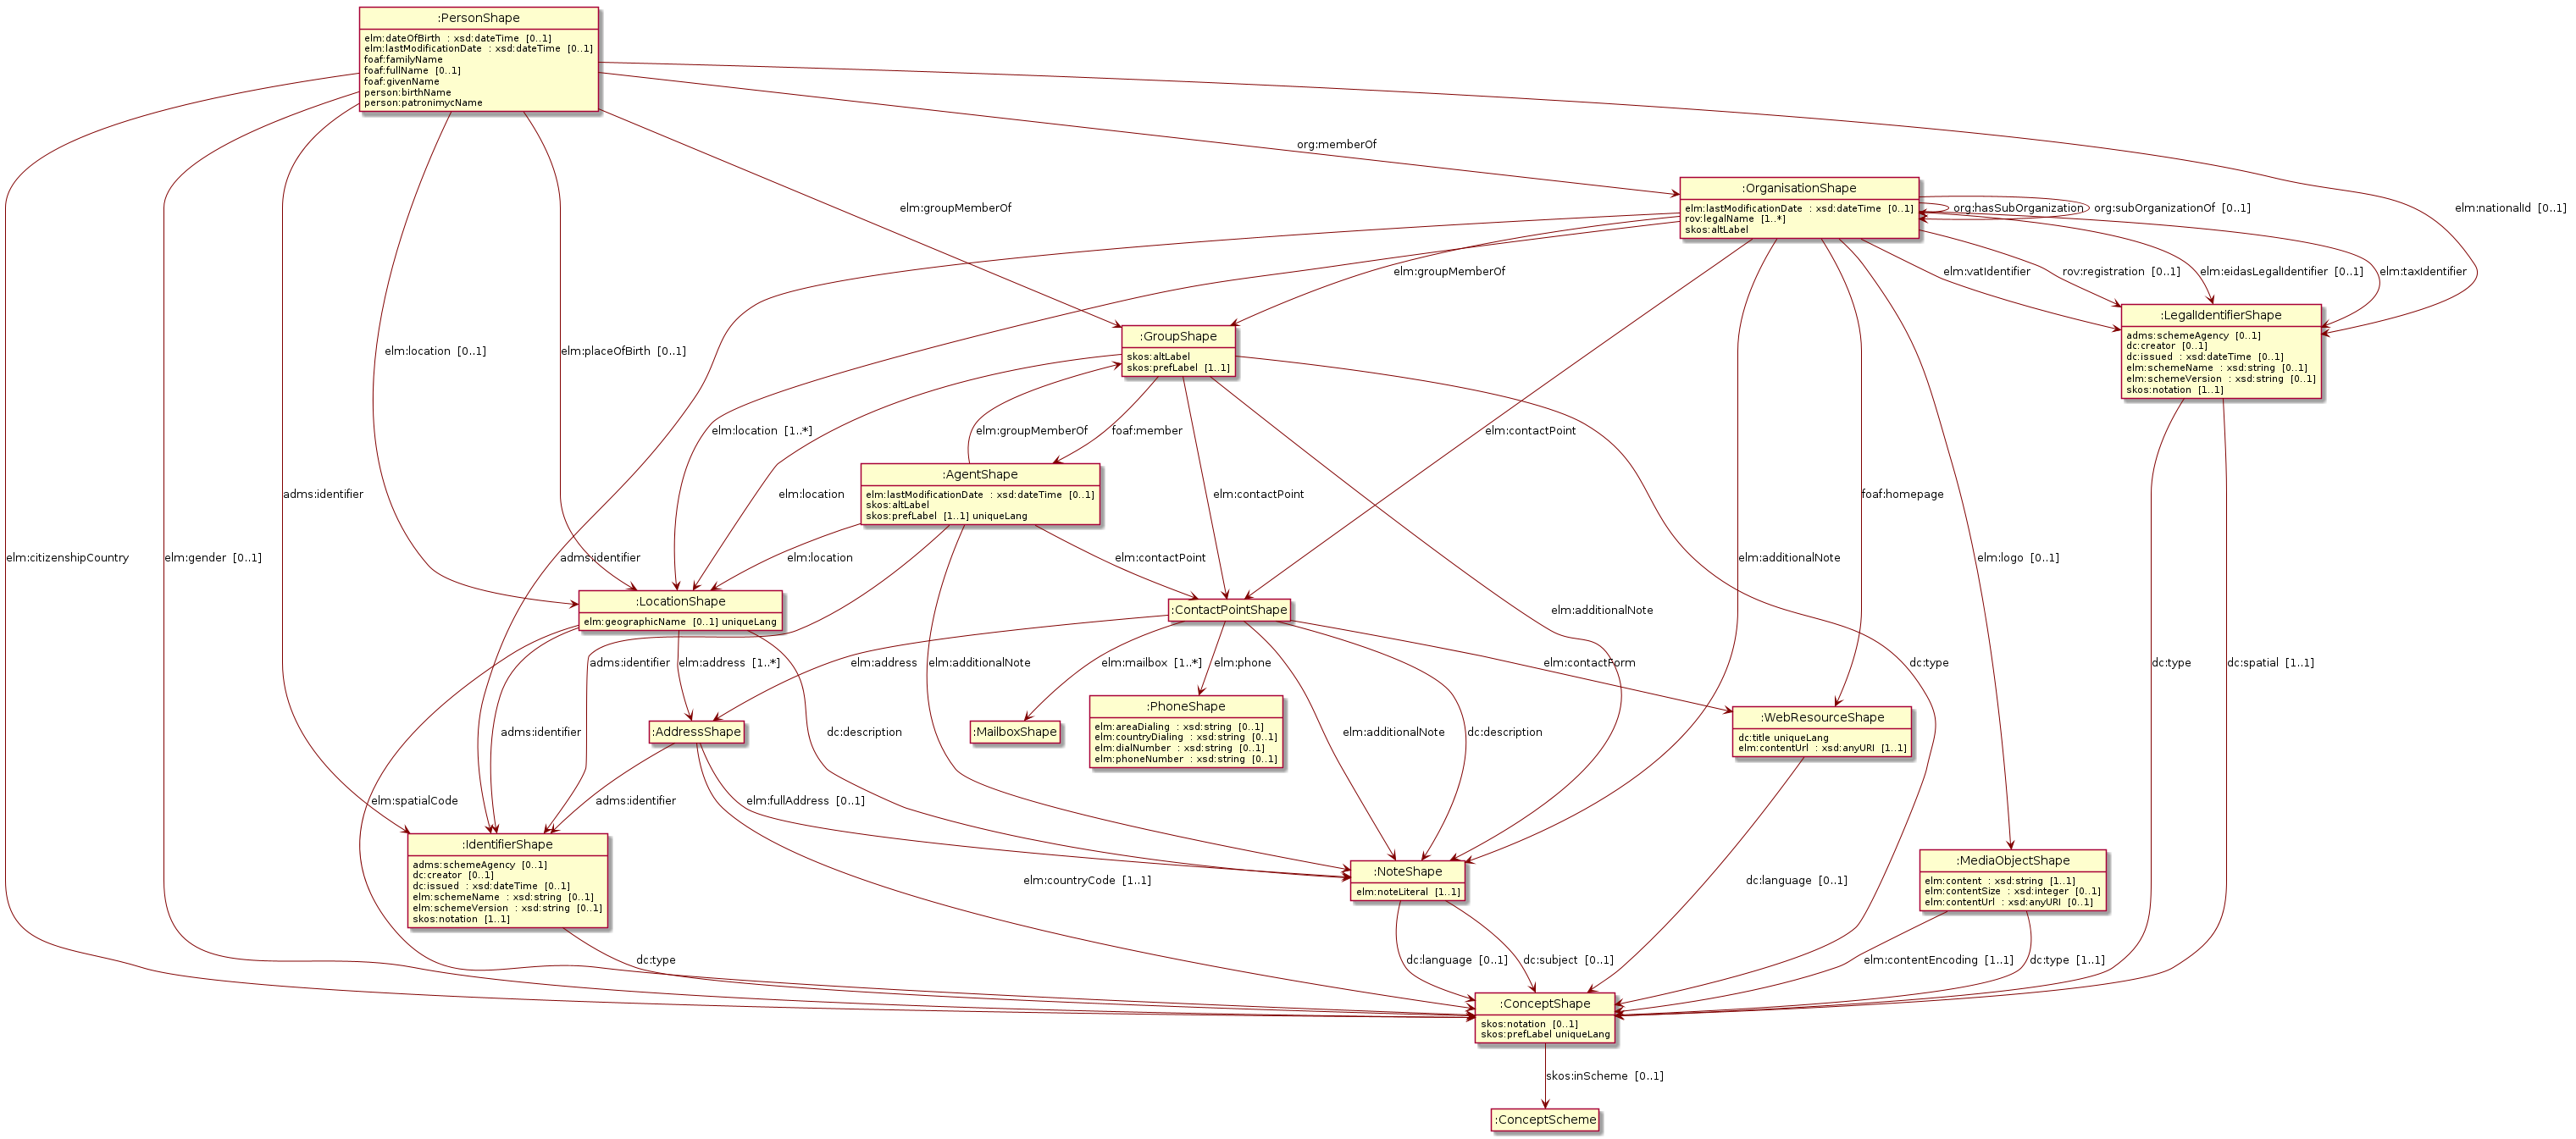 :PersonShape
elm:dateOfBirth : xsd:dateTime [0..1]
elm:lastModificationDate : xsd:dateTime [0..1]
foaf:familyName
foaf:fullName [0..1]
foaf:givenName
person:birthName
person:patronimycName
org:memberOf
:OrganisationShape
elm:lastModificationDate : xsd:dateTime [0..1]
rov:legalName [1..*]
skos:altLabel
org:hasSubOrganization
org:subOrganizationOf [0..1]
elm:nationalId [0..1]
elm:groupMemberOf
elm:groupMemberOf
elm:vatIdentifier
rov:registration [0..1]
elm:eidasLegalIdentifier [0..1]
elm:taxIdentifier
:LegalIdentifierShape
adms:schemeAgency [0..1]
dc:creator [0..1]
dc:issued : xsd:dateTime [0..1]
elm:schemeName : xsd:string [0..1]
elm:schemeVersion : xsd:string [0..1]
skos:notation [1..1]
:GroupShape
skos:altLabel
skos:prefLabel [1..1]
elm:location [0..1]
elm:placeOfBirth [0..1]
elm:location [1..*]
elm:groupMemberOf
foaf:member
elm:contactPoint
:AgentShape
elm:lastModificationDate : xsd:dateTime [0..1]
skos:altLabel
skos:prefLabel [1..1] uniqueLang
adms:identifier
elm:location
elm:contactPoint
foaf:homepage
elm:citizenshipCountry
elm:gender [0..1]
adms:identifier
elm:location
elm:contactPoint
elm:additionalNote
elm:logo [0..1]
:LocationShape
elm:geographicName [0..1] uniqueLang
:ContactPointShape
elm:additionalNote
adms:identifier
elm:address [1..*]
elm:address
elm:additionalNote
elm:mailbox [1..*]
elm:phone
elm:contactForm
dc:type
dc:type
dc:spatial [1..1]
adms:identifier
:AddressShape
dc:description
:MailboxShape
:PhoneShape
elm:areaDialing : xsd:string [0..1]
elm:countryDialing : xsd:string [0..1]
elm:dialNumber : xsd:string [0..1]
elm:phoneNumber : xsd:string [0..1]
elm:additionalNote
dc:description
:WebResourceShape
dc:title uniqueLang
elm:contentUrl : xsd:anyURI [1..1]
elm:spatialCode
adms:identifier
elm:fullAddress [0..1]
:IdentifierShape
adms:schemeAgency [0..1]
dc:creator [0..1]
dc:issued : xsd:dateTime [0..1]
elm:schemeName : xsd:string [0..1]
elm:schemeVersion : xsd:string [0..1]
skos:notation [1..1]
elm:countryCode [1..1]
:NoteShape
elm:noteLiteral [1..1]
dc:language [0..1]
:MediaObjectShape
elm:content : xsd:string [1..1]
elm:contentSize : xsd:integer [0..1]
elm:contentUrl : xsd:anyURI [0..1]
dc:type
dc:language [0..1]
dc:subject [0..1]
elm:contentEncoding [1..1]
dc:type [1..1]
:ConceptShape
skos:notation [0..1]
skos:prefLabel uniqueLang
skos:inScheme [0..1]
:ConceptScheme